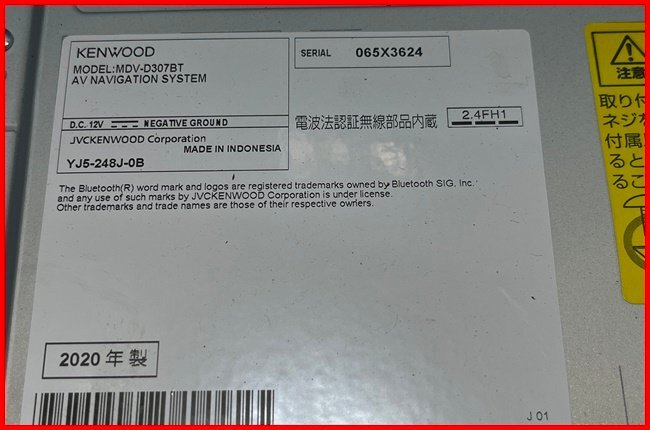 KENWOOD
MODEL:MDV-D307BT
AV NAVIGATION SYSTEM
SERIAL 065X3624
D.C. 12V NEGATIVE GROUND
JVCKENWOOD Corporation
MADE IN INDONESIA
YJ5-248J-0B
電波法認証無線部品内蔵 2.4FH1
The Bluetooth(R) word mark and logos are registered trademarks owned by Bluetooth SIG, Inc.
and any use of such marks by JVCKENWOOD Corporation is under license.
Other trademarks and trade names are those of their respective owners.
2020 年 製
J 01
注意
取り付
ネジな
付属
ると
るこ